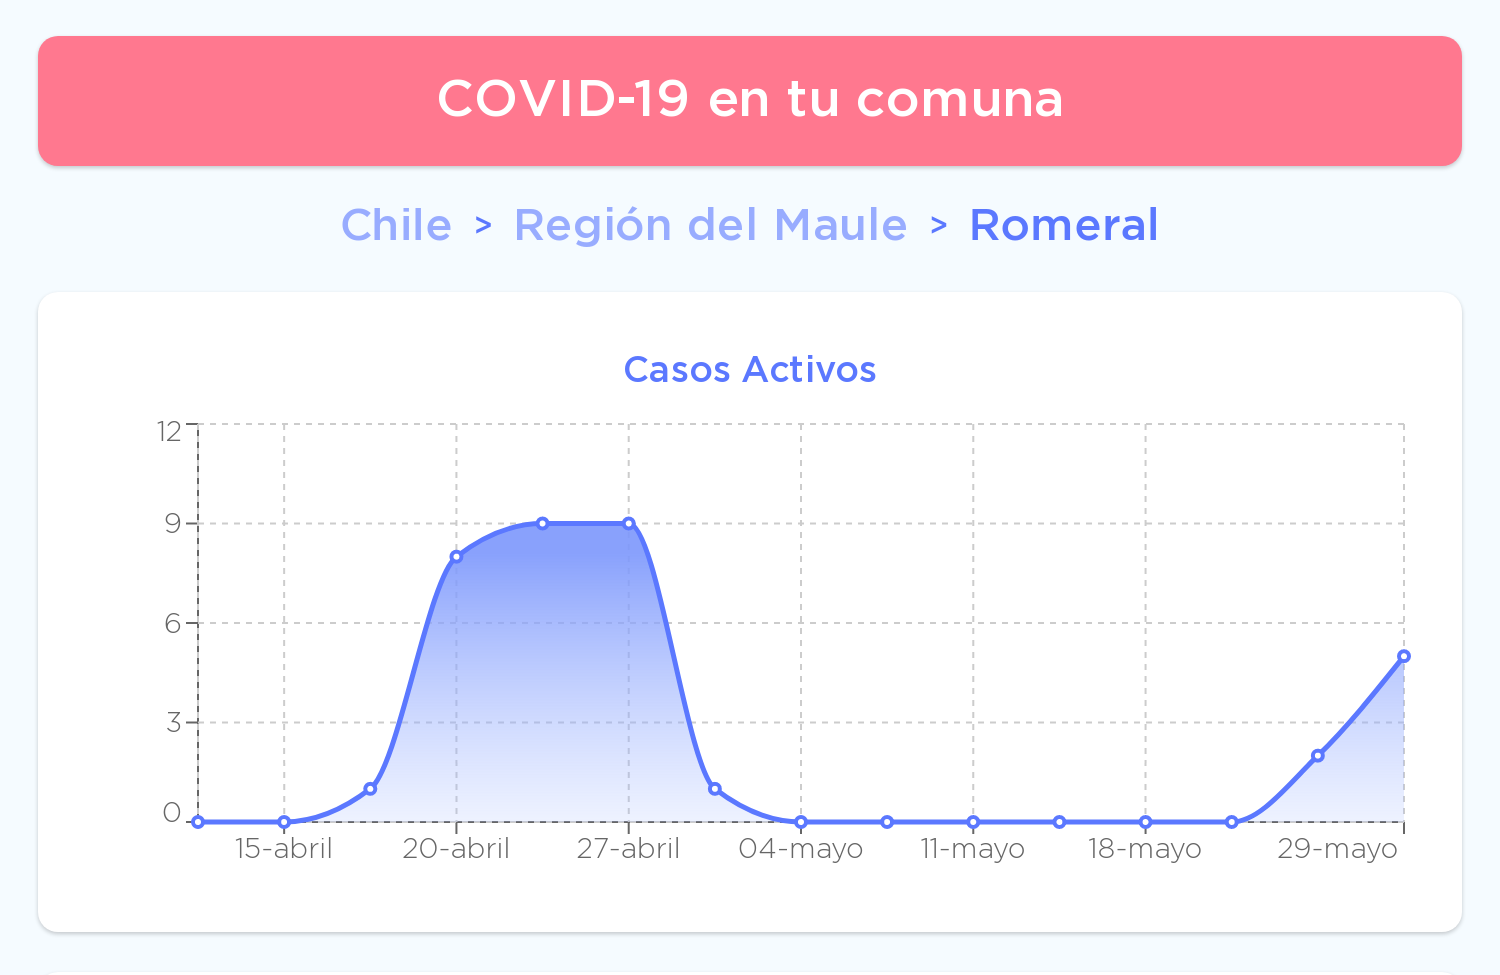 COVID-19 en tu comuna
Chile > Región del Maule > Romeral
Casos Activos
12
9
6
3
0
15-abril 20-abril 27-abril 04-mayo 11-mayo 18-mayo 29-mayo